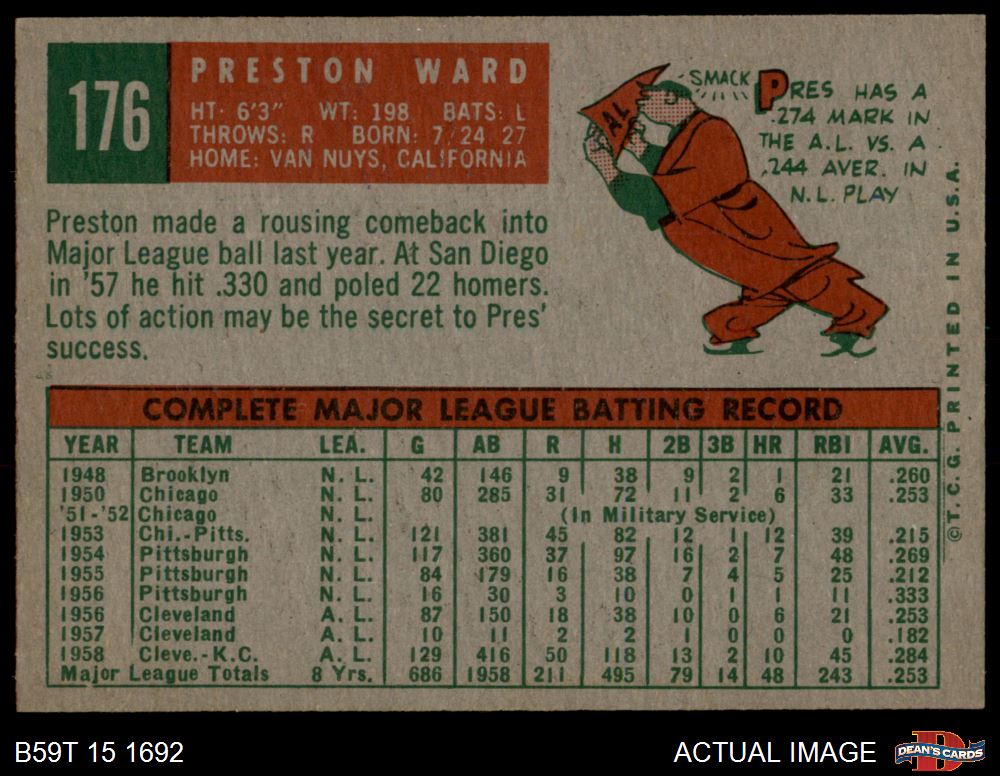 176
PRESTON WARD
HT: 6'3" WT: 198 BATS: L
THROWS: R BORN: 7/24/27
HOME: VAN NUYS, CALIFORNIA
Preston made a rousing comeback into
Major League ball last year. At San Diego
in '57 he hit .330 and poled 22 homers.
Lots of action may be the secret to Pres'
success.
AL
SMACK
PRES HAS A
.274 MARK IN
THE A.L. VS. A
.244 AVER. IN
N.L. PLAY
COMPLETE MAJOR LEAGUE BATTING RECORD
YEAR TEAM LEA. G AB R H 2B 3B HR RBI AVG.
1948 Brooklyn N. L. 42 146 9 38 9 2 1 21 .260
1950 Chicago N. L. 80 285 31 72 11 2 6 33 .253
'51-'52 Chicago N. L. (In Military Service)
1953 Chi.-Pitts. N. L. 121 381 45 82 12 1 12 39 .215
1954 Pittsburgh N. L. 117 360 37 97 16 2 7 48 .269
1955 Pittsburgh N. L. 84 179 16 38 7 4 5 25 .212
1956 Pittsburgh N. L. 16 30 3 10 0 1 1 11 .333
1956 Cleveland A. L. 87 150 18 38 10 0 6 21 .253
1957 Cleveland A. L. 10 11 2 2 1 0 0 0 .182
1958 Cleve.-K.C. A. L. 129 416 50 118 13 2 10 45 .284
Major League Totals 8 Yrs. 686 1958 211 495 79 14 48 243 .253
©T.C.G. PRINTED IN U.S.A.
B59T 15 1692
ACTUAL IMAGE
D
DEAN'S CARDS